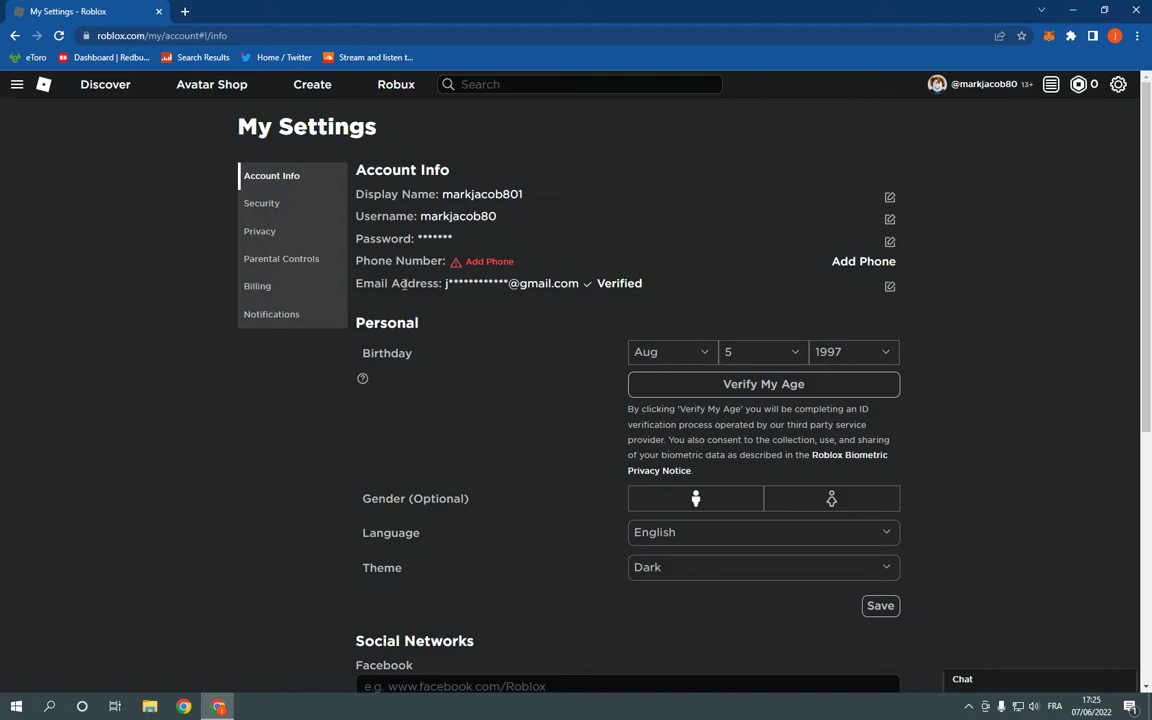 My Settings - Roblox
roblox.com/my/account#!/info
eToro
Dashboard | Redbu...
Search Results
Home / Twitter
Stream and listen t...
j
Discover
Avatar Shop
Create
Robux
Search
@markjacob80 13+
0
My Settings
Account Info
Security
Privacy
Parental Controls
Billing
Notifications
Account Info
Display Name: markjacob801
Username: markjacob80
Password: *******
Phone Number: Add Phone
Add Phone
Email Address: j************@gmail.com Verified
Personal
Birthday
Aug
5
1997
Verify My Age
By clicking 'Verify My Age' you will be completing an ID
verification process operated by our third party service
provider. You also consent to the collection, use, and sharing
of your biometric data as described in the Roblox Biometric
Privacy Notice.
Gender (Optional)
Language
English
Theme
Dark
Save
Social Networks
Facebook
e.g. www.facebook.com/Roblox
Chat
FRA
17:25
07/06/2022